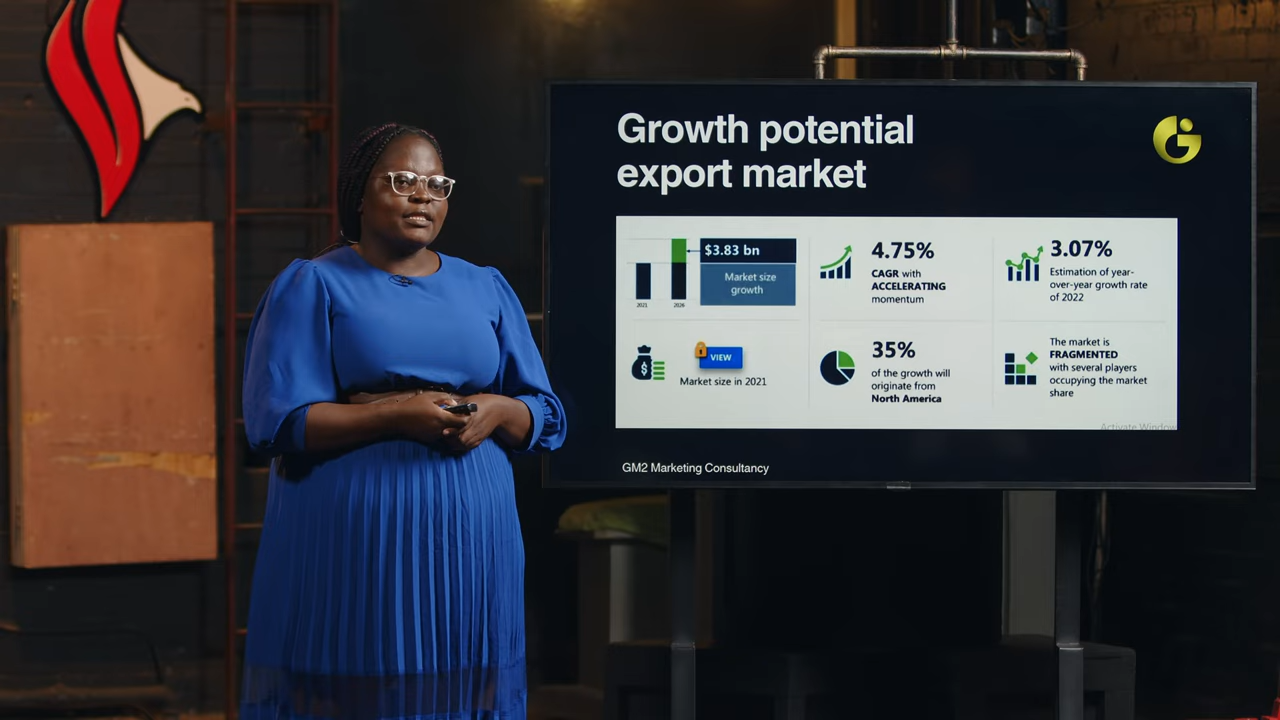 Growth potential
export market
$3.83 bn
Market size
growth
2021
2026
4.75%
CAGR with
ACCELERATING
momentum
3.07%
Estimation of year-
over-year growth rate
of 2022
VIEW
Market size in 2021
35%
of the growth will
originate from
North America
The market is
FRAGMENTED
with several players
occupying the market
share
Activate Window
GM2 Marketing Consultancy